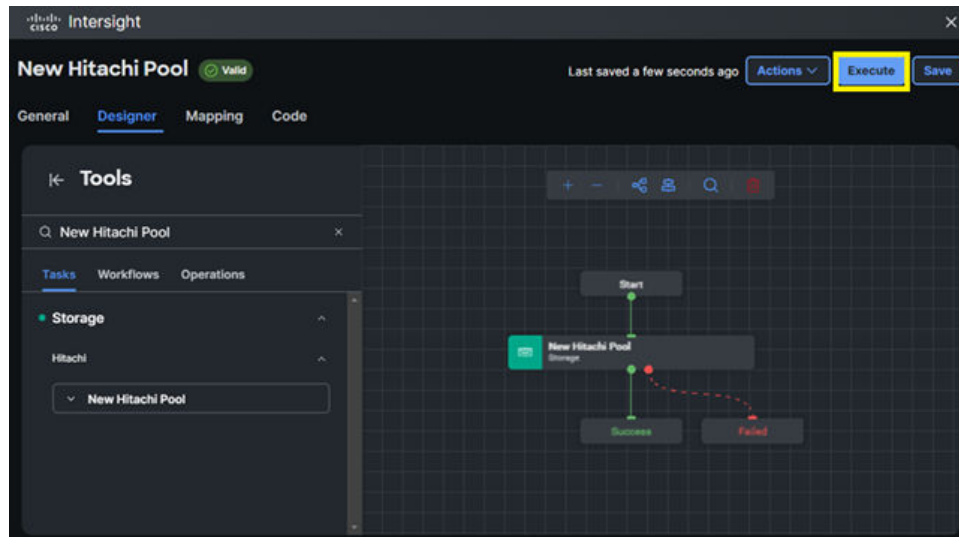 cisco Intersight
New Hitachi Pool Valid
Last saved a few seconds ago Actions Execute Save
General Designer Mapping Code
Tools
New Hitachi Pool
Tasks Workflows Operations
Storage
Hitachi
New Hitachi Pool
Start
New Hitachi Pool
Storage
Success Failed